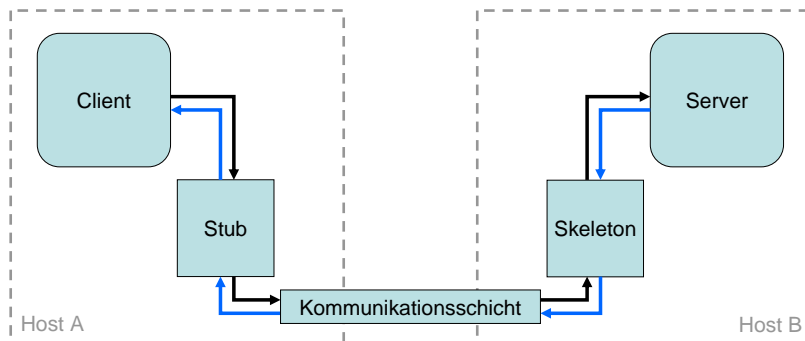 Client
Server
Stub
Skeleton
Kommunikationsschicht
Host A
Host B